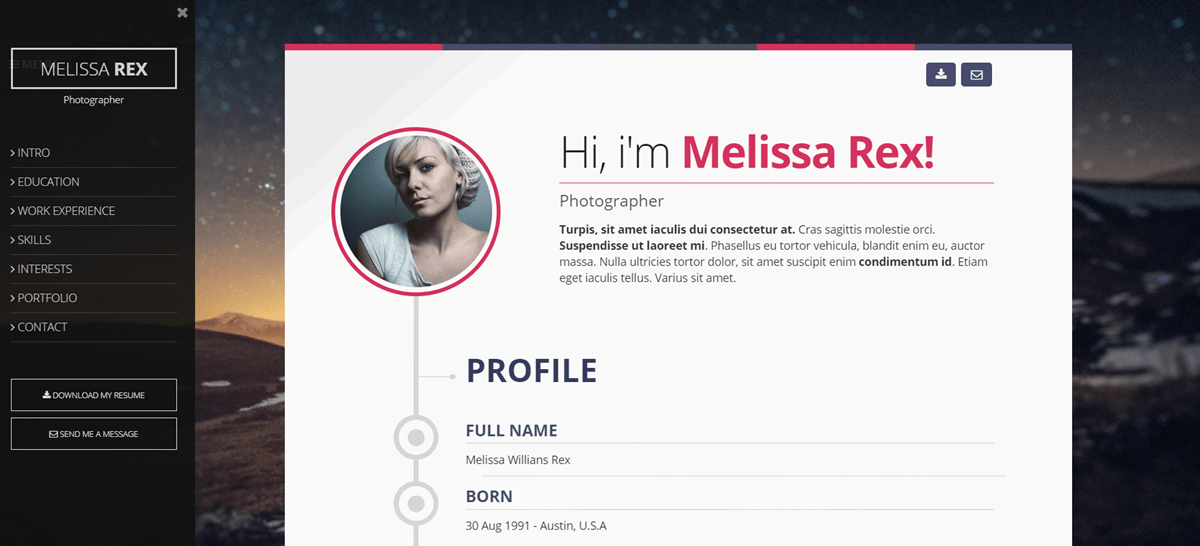 MELISSA REX
Photographer
INTRO
EDUCATION
WORK EXPERIENCE
SKILLS
INTERESTS
PORTFOLIO
CONTACT
DOWNLOAD MY RESUME
SEND ME A MESSAGE
Hi, i'm Melissa Rex!
Photographer
Turpis, sit amet iaculis dui consectetur at. Cras sagittis molestie orci.
Suspendisse ut laoreet mi. Phasellus eu tortor vehicula, blandit enim eu, auctor
massa. Nulla ultricies tortor dolor, sit amet suscipit enim condimentum id. Etiam
eget iaculis tellus. Varius sit amet.
PROFILE
FULL NAME
Melissa Willians Rex
BORN
30 Aug 1991 - Austin, U.S.A